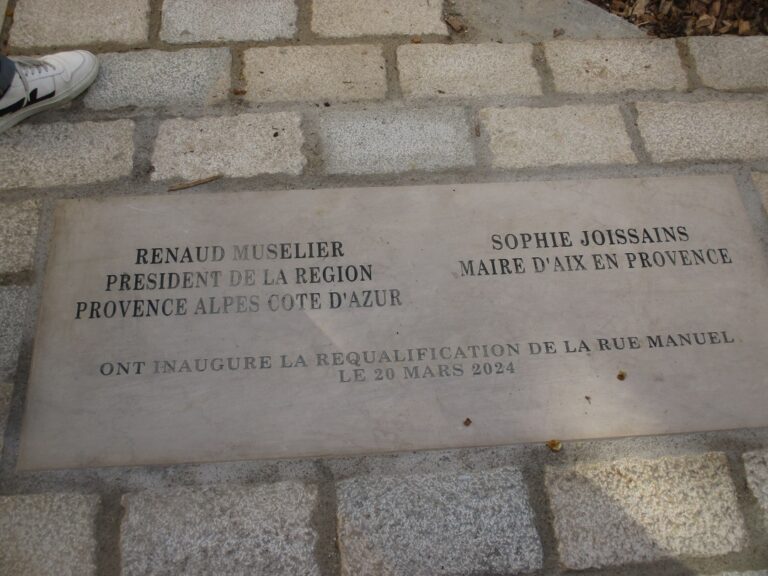 RENAUD MUSELIER
PRESIDENT DE LA REGION
PROVENCE ALPES COTE D'AZUR
SOPHIE JOISSAINS
MAIRE D'AIX EN PROVENCE
ONT INAUGURE LA REQUALIFICATION DE LA RUE MANUEL
LE 20 MARS 2024